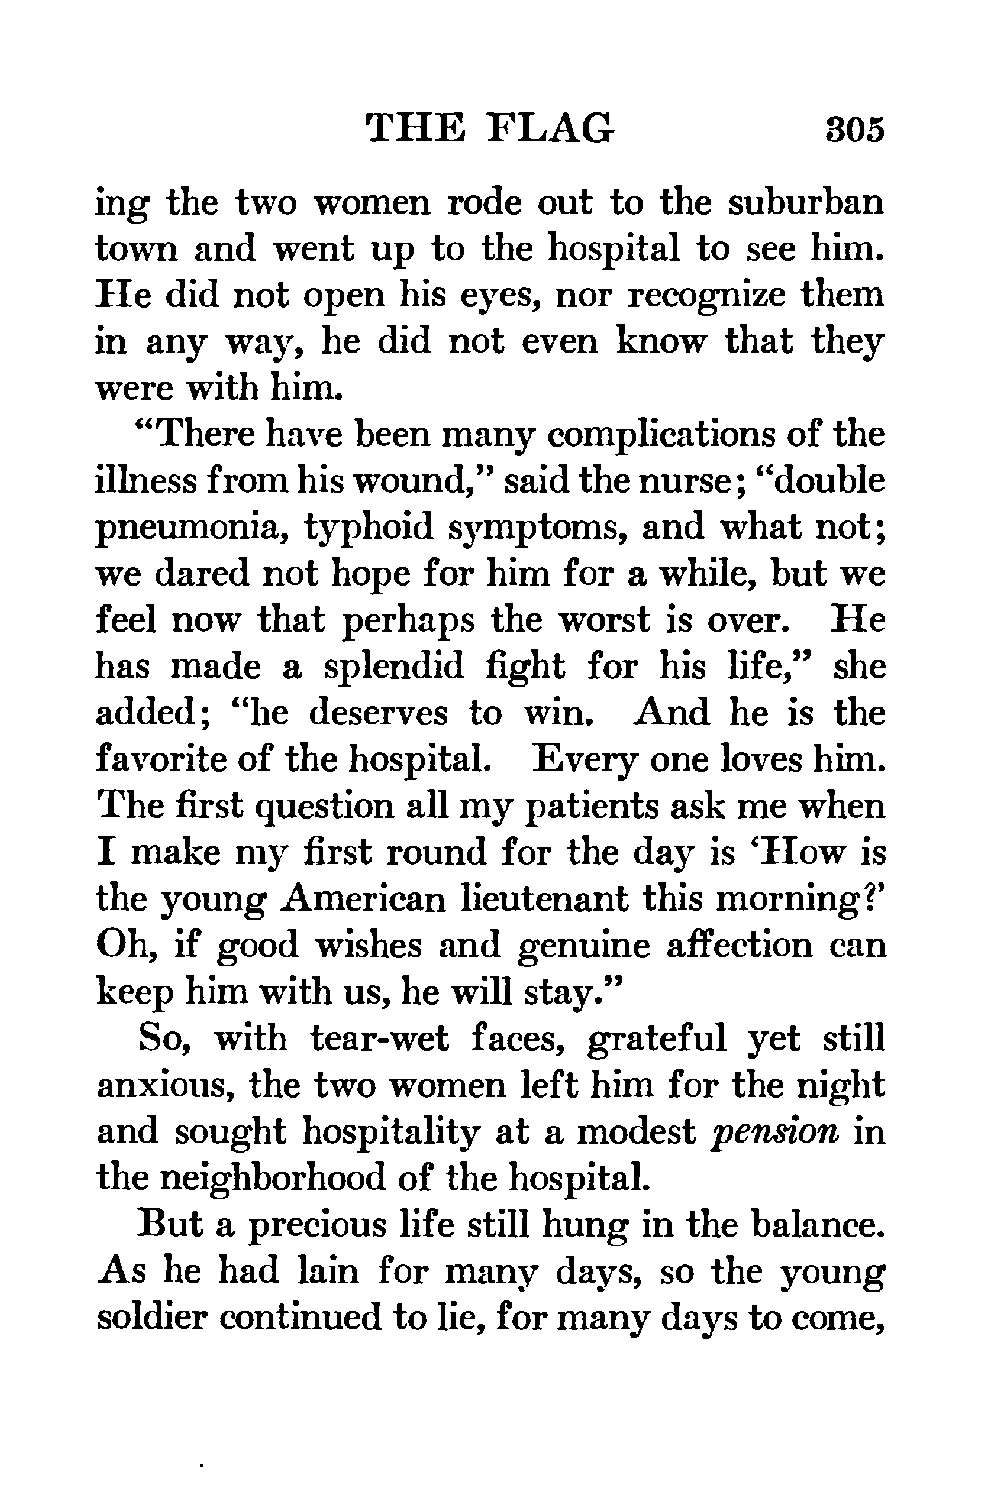 THE FLAG 305
ing the two women rode out to the suburban
town and went up to the hospital to see him.
He did not open his eyes, nor recognize them
in any way, he did not even know that they
were with him.
“There have been many complications of the
illness from his wound,” said the nurse; “double
pneumonia, typhoid symptoms, and what not;
we dared not hope for him for a while, but we
feel now that perhaps the worst is over. He
has made a splendid fight for his life,” she
added; “he deserves to win. And he is the
favorite of the hospital. Every one loves him.
The first question all my patients ask me when
I make my first round for the day is ‘How is
the young American lieutenant this morning?’
Oh, if good wishes and genuine affection can
keep him with us, he will stay.”
So, with tear-wet faces, grateful yet still
anxious, the two women left him for the night
and sought hospitality at a modest pension in
the neighborhood of the hospital.
But a precious life still hung in the balance.
As he had lain for many days, so the young
soldier continued to lie, for many days to come,